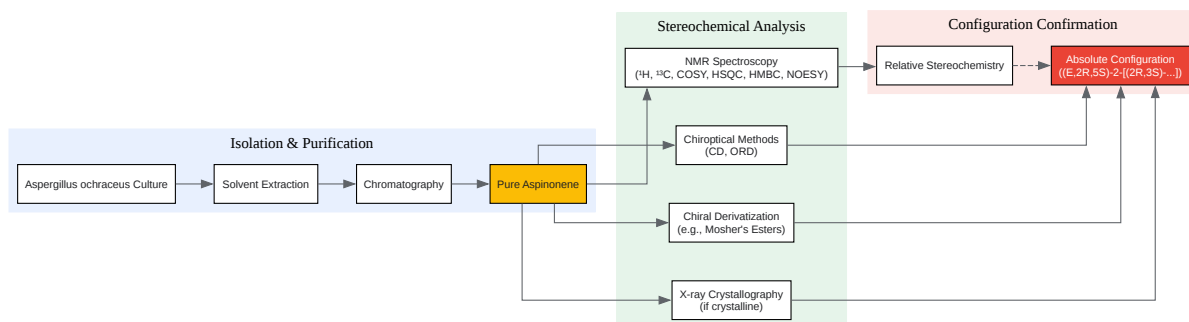 Stereochemical Analysis
Configuration Confirmation
NMR Spectroscopy
(¹H, ¹³C, COSY, HSQC, HMBC, NOESY)
Relative Stereochemistry
Absolute Configuration
((E,2R,5S)-2-[(2R,3S)-...])
Isolation & Purification
Aspergillus ochraceus Culture
Solvent Extraction
Chromatography
Pure Aspinonene
Chiroptical Methods
(CD, ORD)
Chiral Derivatization
(e.g., Mosher's Esters)
X-ray Crystallography
(if crystalline)